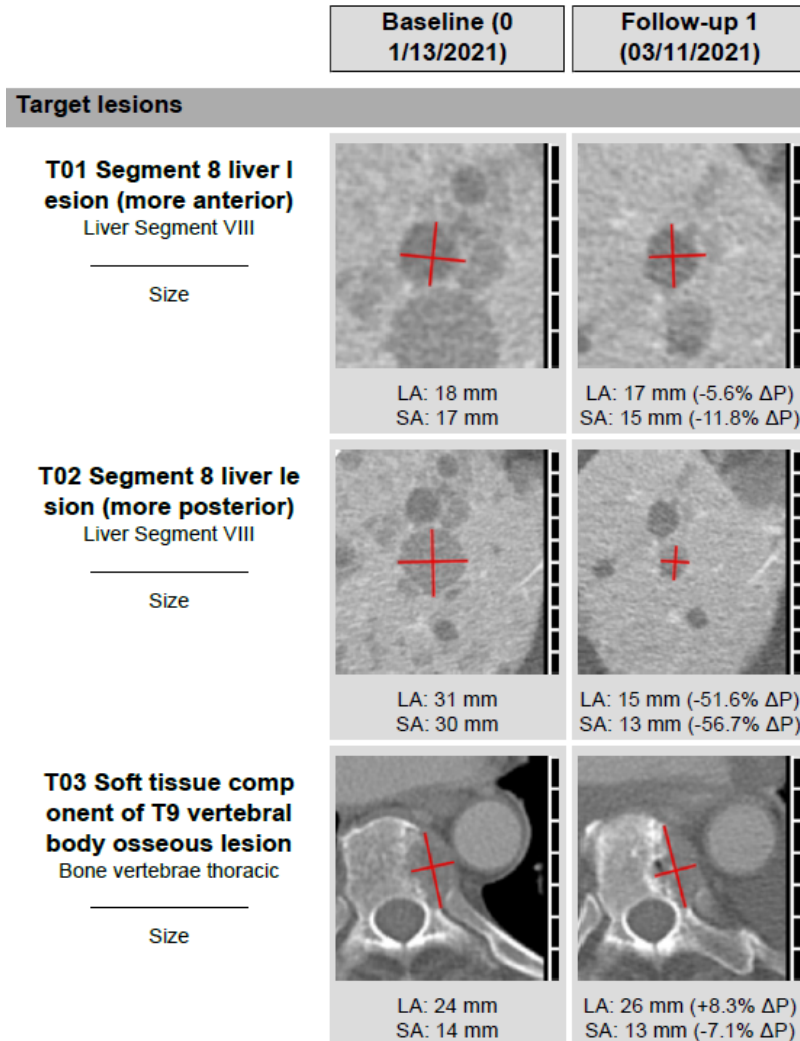 Baseline (0
1/13/2021)
Follow-up 1
(03/11/2021)
Target lesions
T01 Segment 8 liver l
esion (more anterior)
Liver Segment VIII
Size
LA: 18 mm
SA: 17 mm
LA: 17 mm (-5.6% ΔP)
SA: 15 mm (-11.8% ΔP)
T02 Segment 8 liver le
sion (more posterior)
Liver Segment VIII
Size
LA: 31 mm
SA: 30 mm
LA: 15 mm (-51.6% ΔP)
SA: 13 mm (-56.7% ΔP)
T03 Soft tissue comp
onent of T9 vertebral
body osseous lesion
Bone vertebrae thoracic
Size
LA: 24 mm
SA: 14 mm
LA: 26 mm (+8.3% ΔP)
SA: 13 mm (-7.1% ΔP)